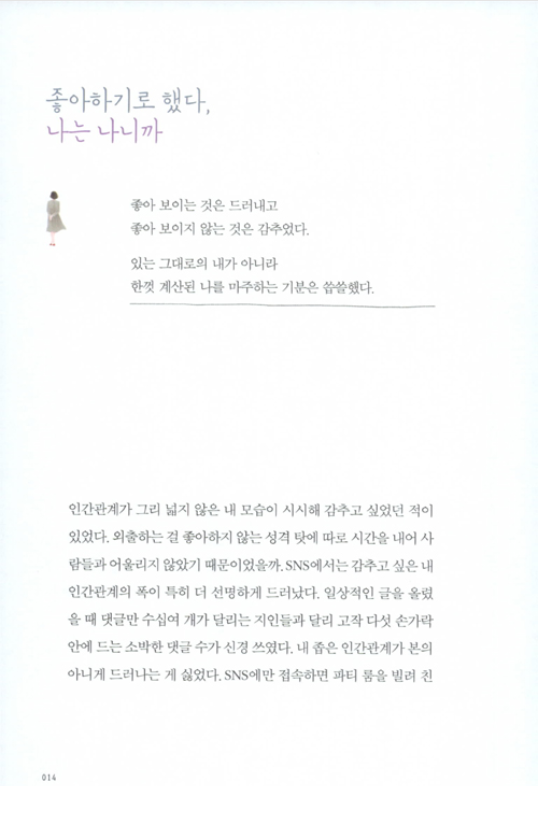 좋아하기로 했다,
나는 나니까
좋아 보이는 것은 드러내고
좋아 보이지 않는 것은 감추었다.
있는 그대로의 내가 아니라
한껏 계산된 나를 마주하는 기분은 씁쓸했다.
인간관계가 그리 넓지 않은 내 모습이 시시해 감추고 싶었던 적이
있었다. 외출하는 걸 좋아하지 않는 성격 탓에 따로 시간을 내어 사
람들과 어울리지 않았기 때문이었을까. SNS에서는 감추고 싶은 내
인간관계의 폭이 특히 더 선명하게 드러났다. 일상적인 글을 올렸
을 때 댓글만 수십여 개가 달리는 지인들과 달리 고작 다섯 손가락
안에 드는 소박한 댓글 수가 신경 쓰였다. 내 좁은 인간관계가 본의
아니게 드러나는 게 싫었다. SNS에만 접속하면 파티 룸을 빌려 친
014